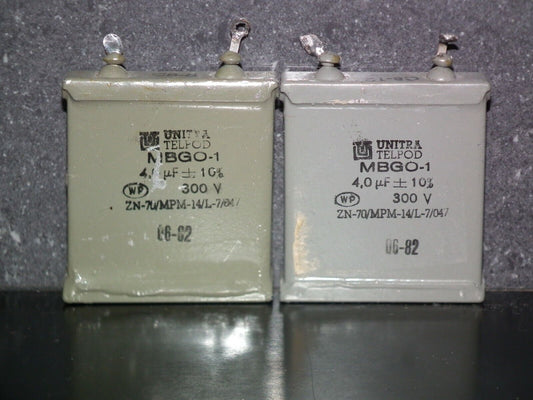 UNITRA
TELPOD
MBGO-1
4,0 µF ± 10%
WP 300 V
ZN-70/MPM-14/L-7/047
06-82
UNITRA
TELPOD
MBGO-1
4,0 µF ± 10%
WP 300 V
ZN-70/MPM-14/L-7/047
06-82